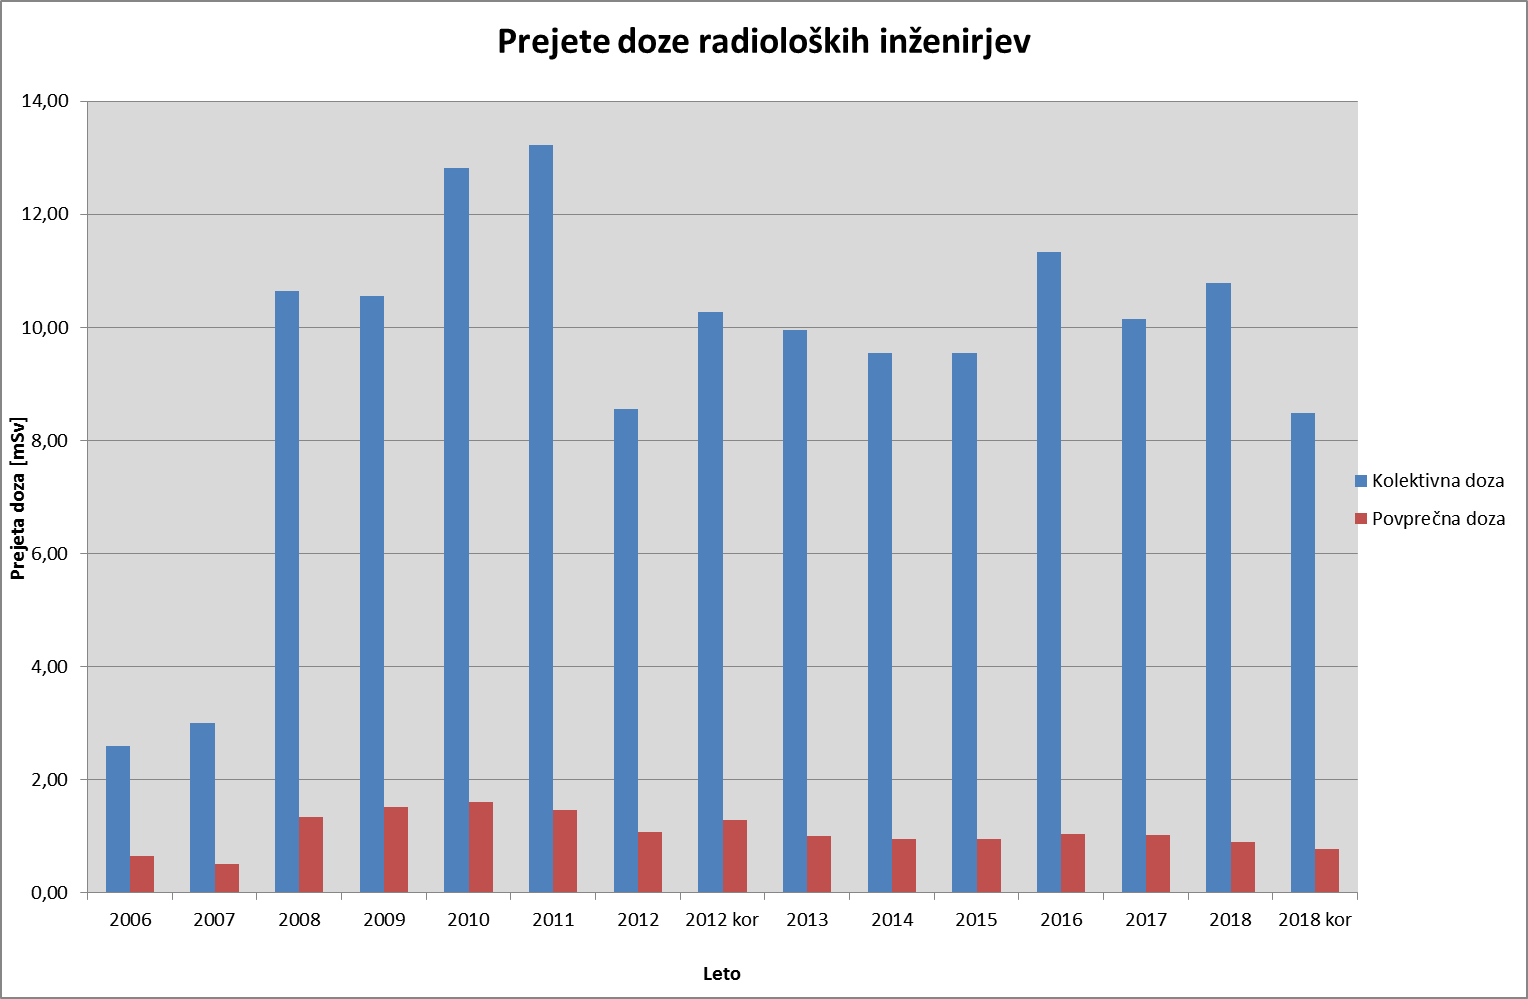 Prejete doze radioloških inženirjev
14,00
12,00
10,00
8,00
6,00
4,00
2,00
0,00
Prejeta doza [mSv]
2006 2007 2008 2009 2010 2011 2012 2012 kor 2013 2014 2015 2016 2017 2018 2018 kor
Leto
Kolektivna doza
Povprečna doza